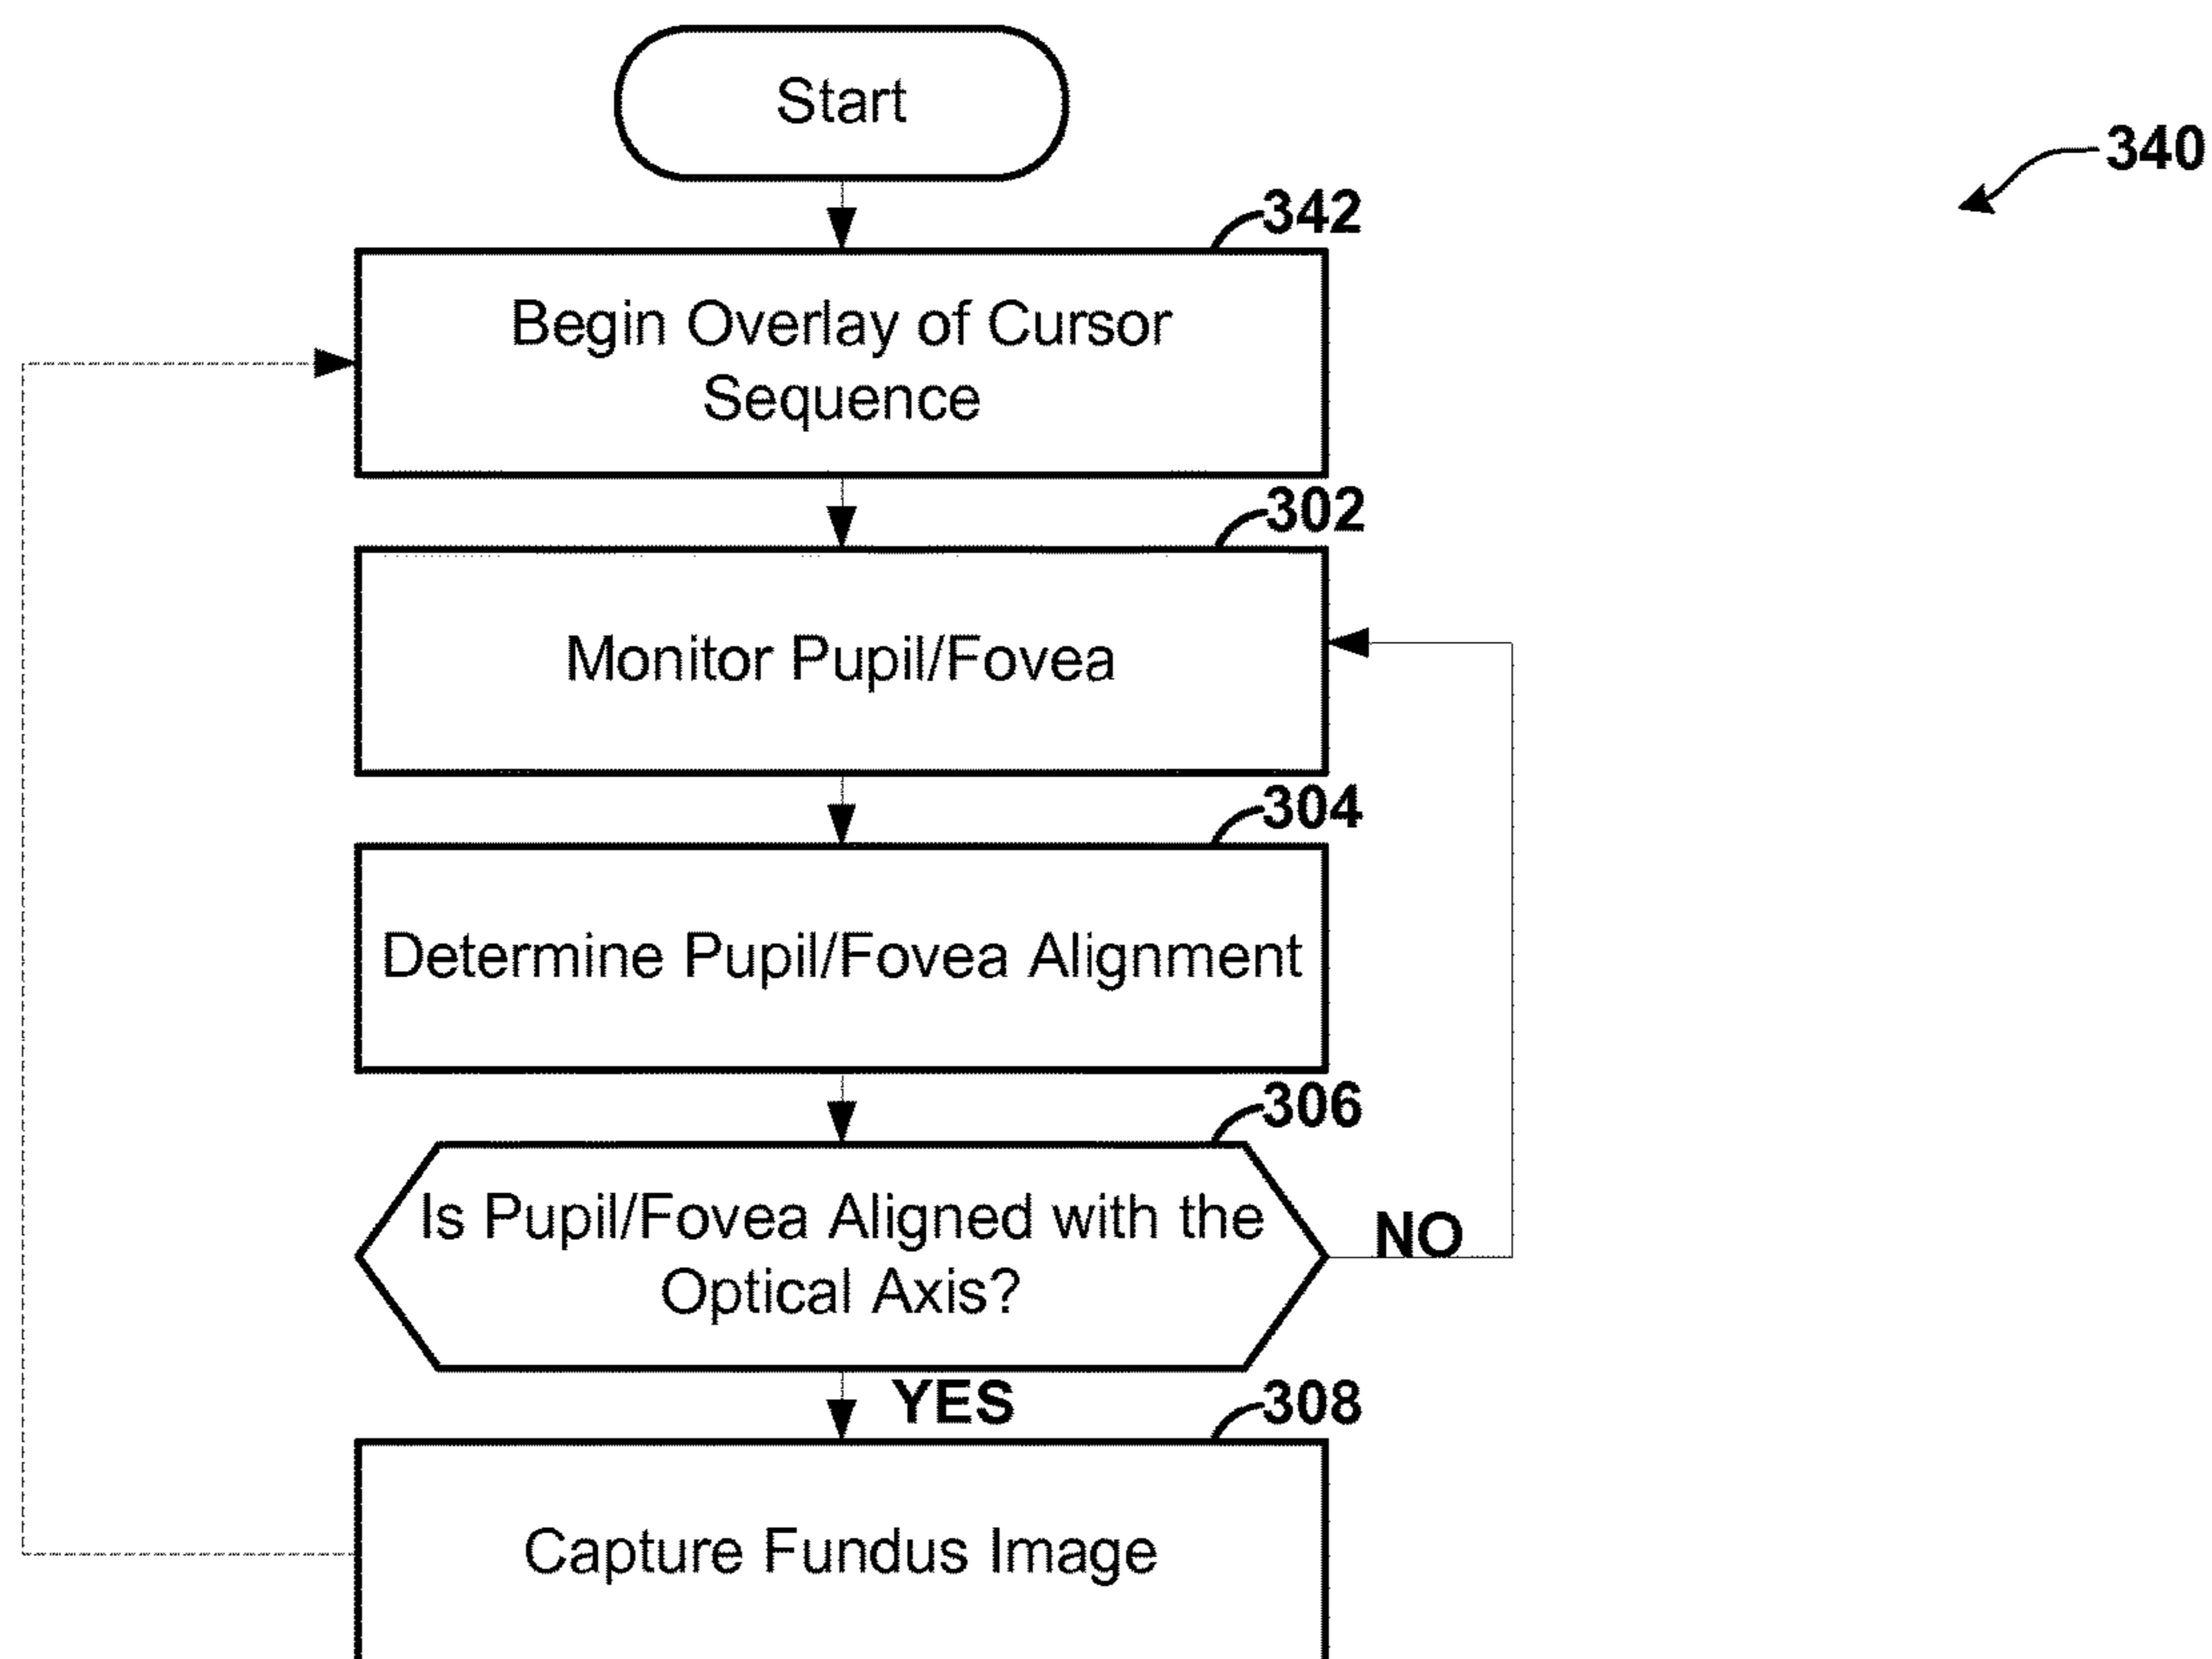 Start
340
342
Begin Overlay of Cursor
Sequence
302
Monitor Pupil/Fovea
304
Determine Pupil/Fovea Alignment
306
Is Pupil/Fovea Aligned with the
Optical Axis?
NO
YES
308
Capture Fundus Image